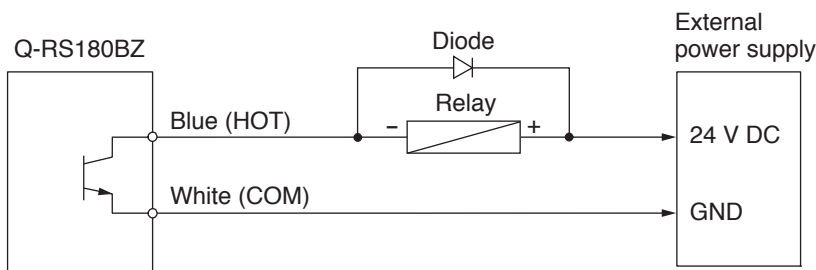 Q-RS180BZ
Diode
External
power supply
Blue (HOT)
Relay
− +
24 V DC
White (COM)
GND